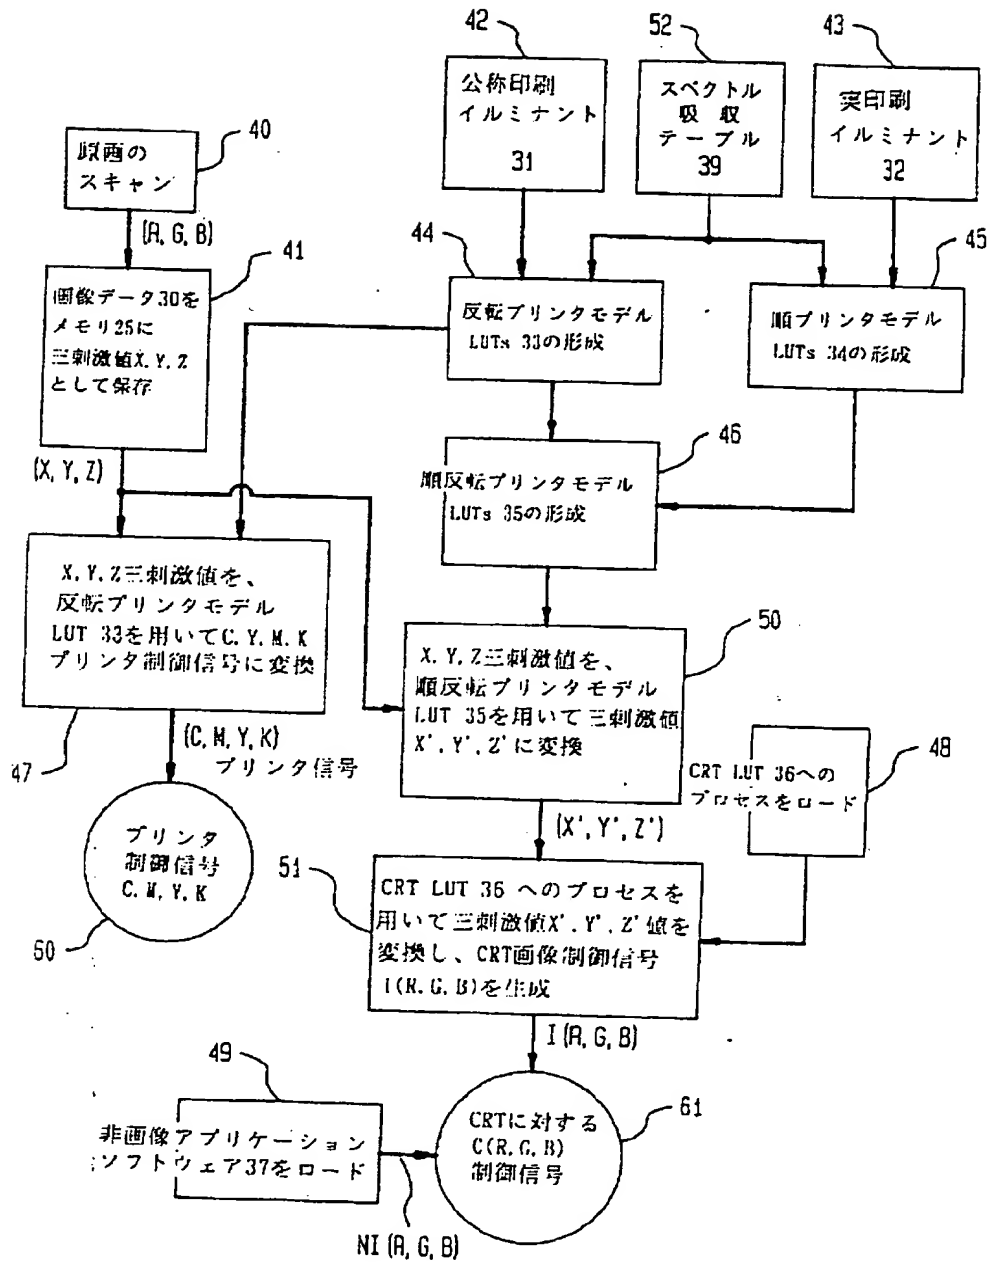 42
52
43
公称印刷
イルミナント
31
スペクトル
吸収
テーブル
39
実印刷
イルミナント
32
40
原画の
スキャン
(R, G, B)
44
45
41
画像データ30を
メモリ25に
三刺激値X, Y, Z
として保存
反転プリンタモデル
LUTs 33の形成
順プリンタモデル
LUTs 34の形成
46
(X, Y, Z)
順反転プリンタモデル
LUTs 35の形成
X, Y, Z三刺激値を、
反転プリンタモデル
LUT 33を用いてC, Y, M, K
プリンタ制御信号に変換
50
X, Y, Z三刺激値を、
順反転プリンタモデル
LUT 35を用いて三刺激値
X', Y', Z'に変換
47
(C, M, Y, K)
プリンタ信号
48
CRT LUT 36への
プロセスをロード
(X', Y', Z')
プリンタ
制御信号
C, M, Y, K
60
51
CRT LUT 36 へのプロセスを
用いて三刺激値X', Y', Z'値を
変換し、CRT画像制御信号
I(R, G, B)を生成
I (R, G, B)
49
61
非画像アプリケーション
ソフトウェア37をロード
CRTに対する
C(R, G, B)
制御信号
NI (R, G, B)